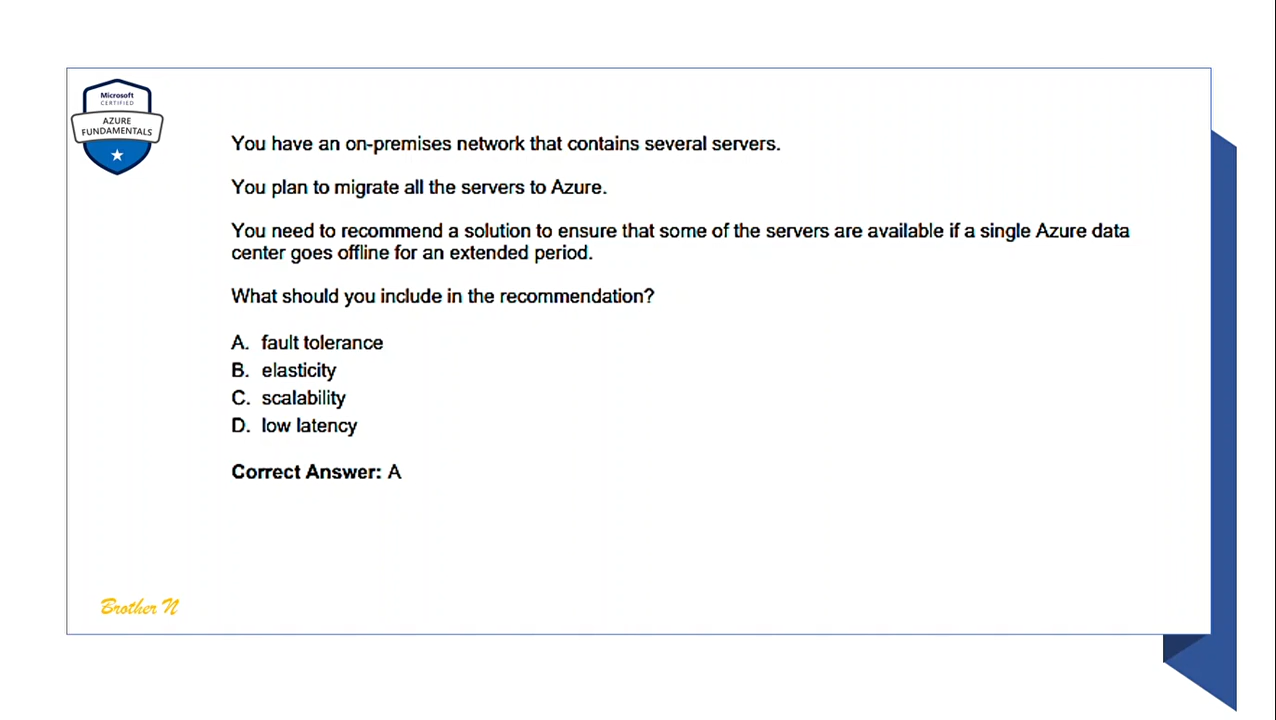 Microsoft
CERTIFIED
AZURE
FUNDAMENTALS
You have an on-premises network that contains several servers.
You plan to migrate all the servers to Azure.
You need to recommend a solution to ensure that some of the servers are available if a single Azure data
center goes offline for an extended period.
What should you include in the recommendation?
A. fault tolerance
B. elasticity
C. scalability
D. low latency
Correct Answer: A
Brother N